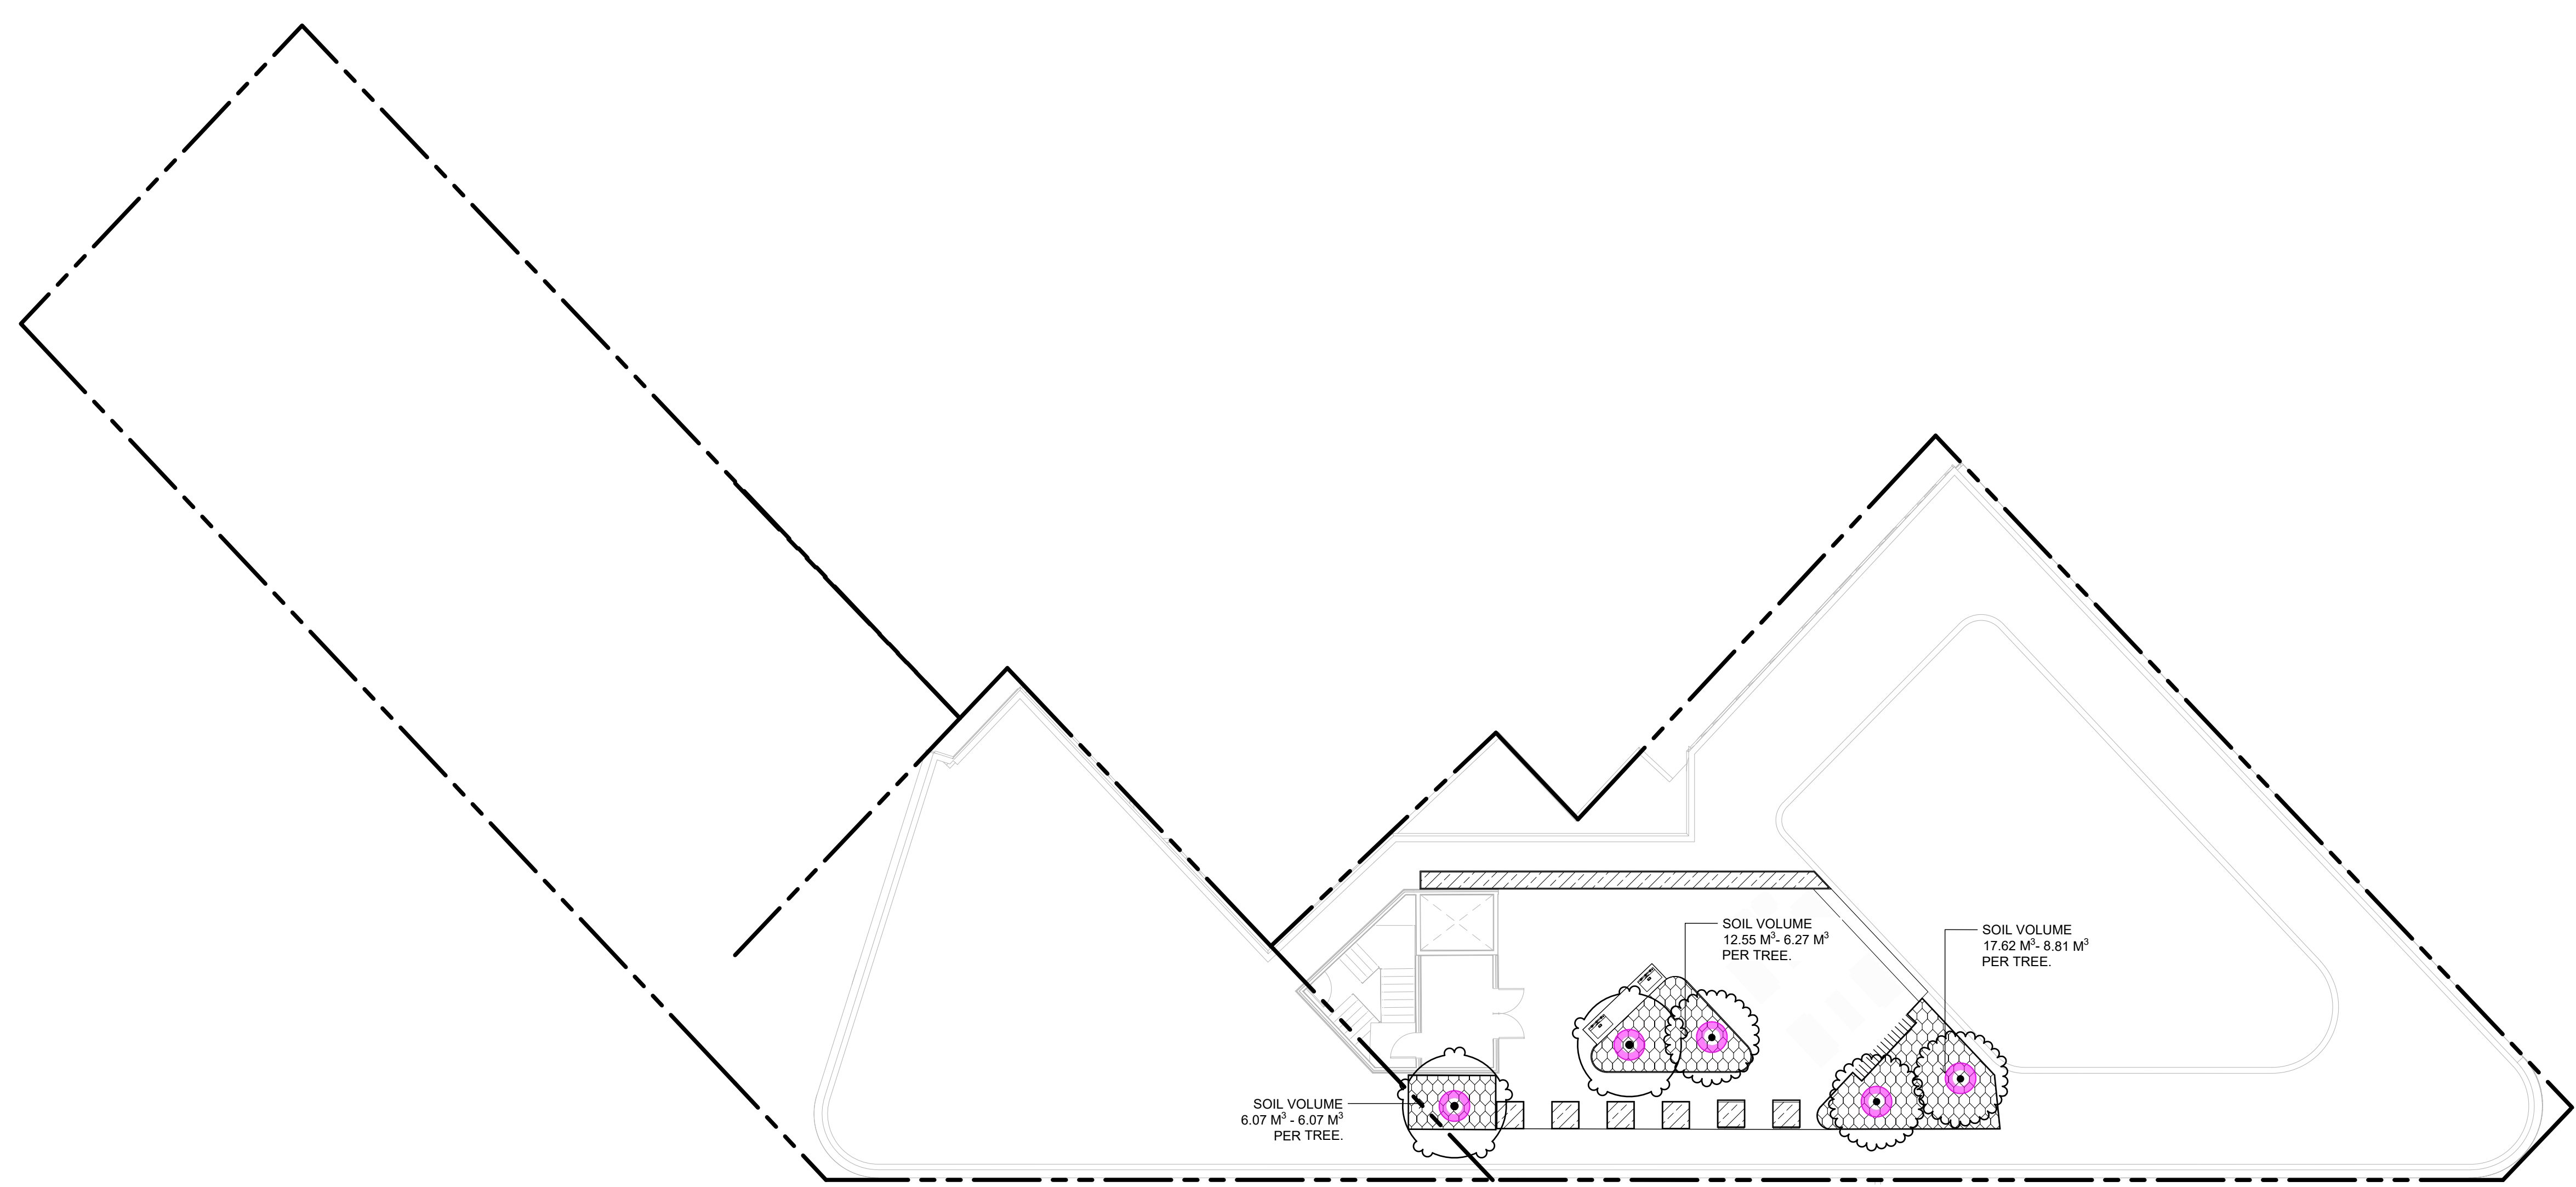 SOIL VOLUME
12.55 M³- 6.27 M³
PER TREE.
SOIL VOLUME
17.62 M³- 8.81 M³
PER TREE.
SOIL VOLUME
6.07 M³ - 6.07 M³
PER TREE.